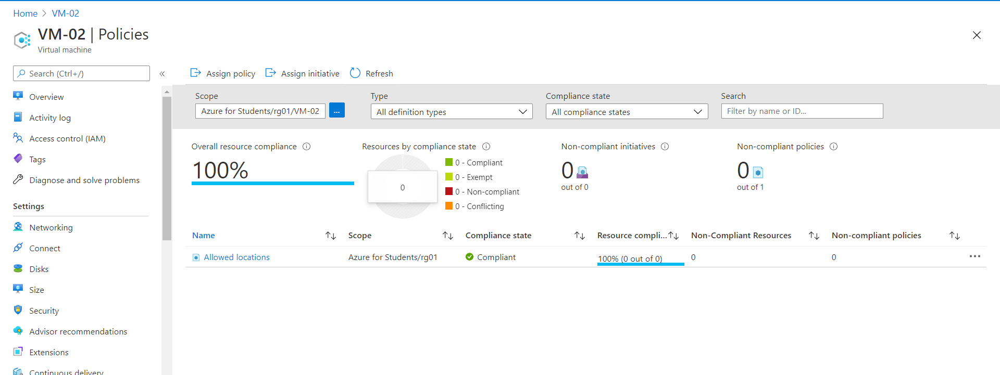 Home > VM-02
VM-02 | Policies
Virtual machine
Search (Ctrl+/)
«
Overview
Activity log
Access control (IAM)
Tags
Diagnose and solve problems
Settings
Networking
Connect
Disks
Size
Security
Advisor recommendations
Extensions
Continuous delivery
Assign policy Assign initiative Refresh
Scope Type Compliance state Search
Azure for Students/rg01/VM-02 ... All definition types All compliance states Filter by name or ID...
Overall resource compliance
100%
Resources by compliance state
0
0 - Compliant
0 - Exempt
0 - Non-compliant
0 - Conflicting
Non-compliant initiatives
0
out of 0
Non-compliant policies
0
out of 1
Name Scope Compliance state Resource compli... Non-Compliant Resources Non-compliant policies
Allowed locations Azure for Students/rg01 Compliant 100% (0 out of 0) 0 0 ...